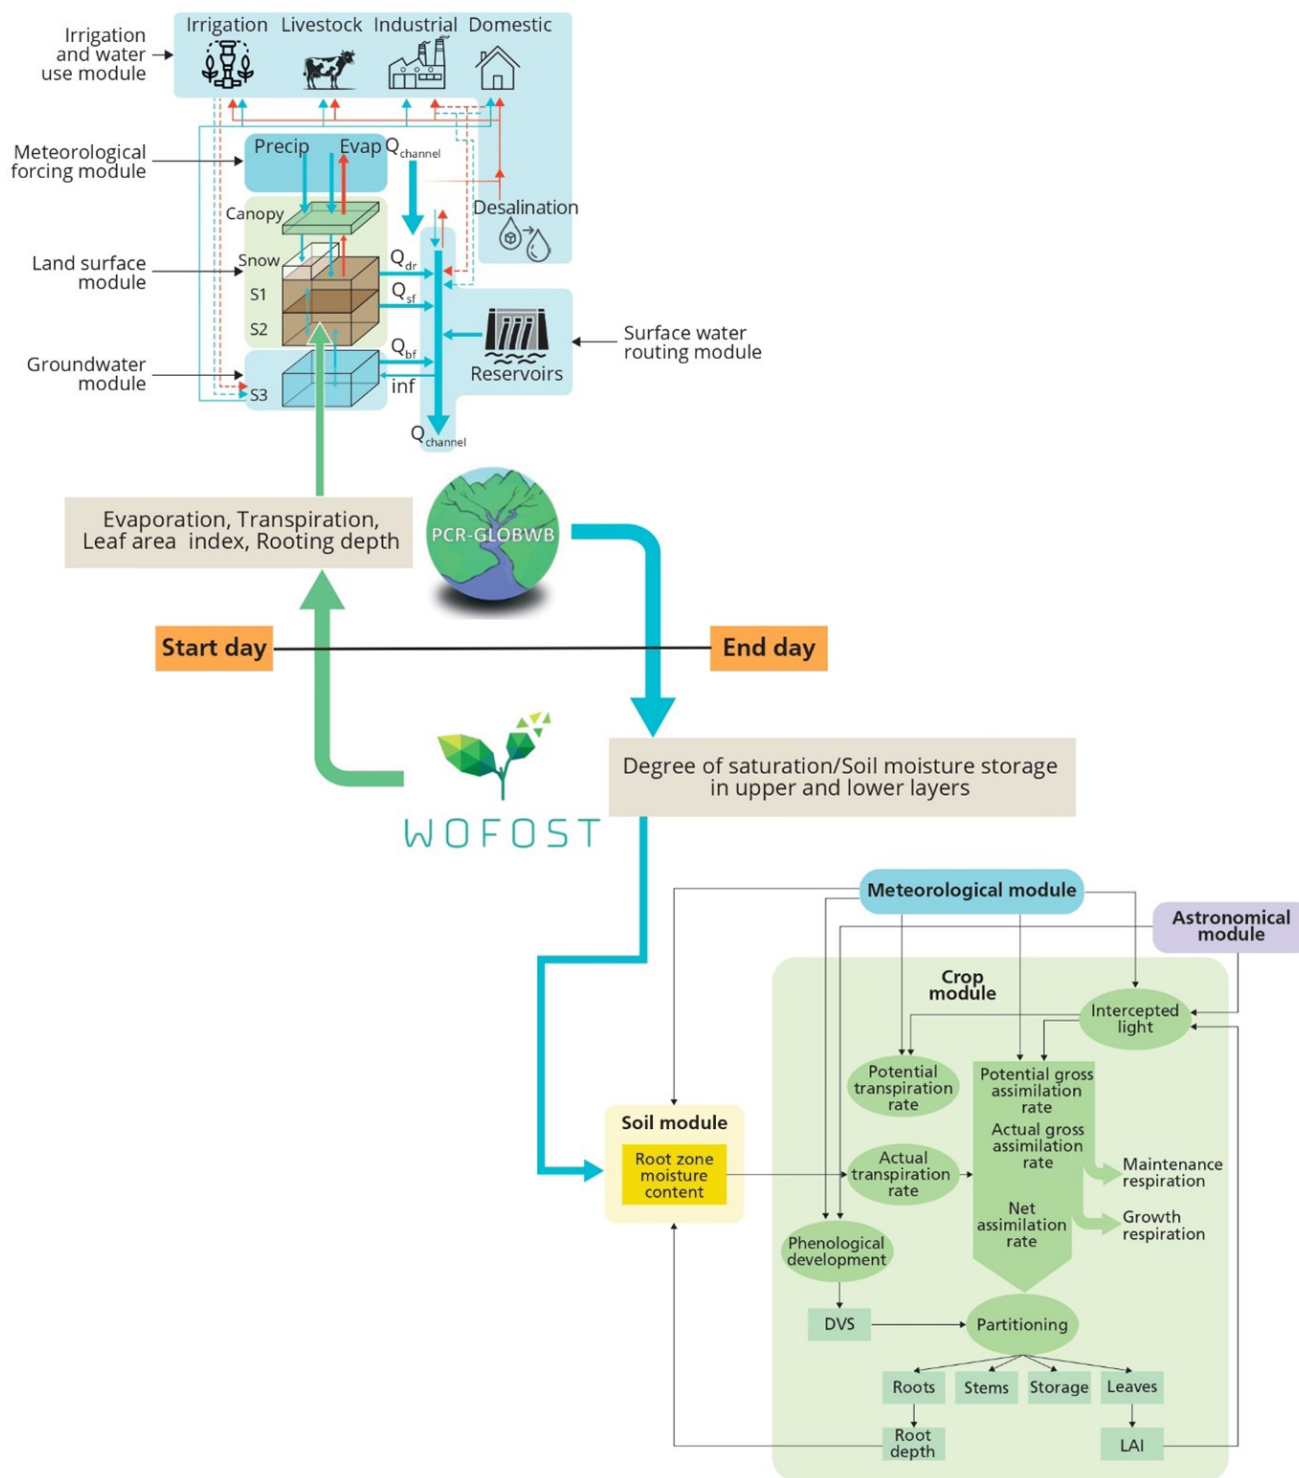 Irrigation
Livestock
Industrial
Domestic
Irrigation
and water
use module
Meteorological
forcing module
Precip
Evap
Qchannel
Canopy
Desalination
Land surface
module
Snow
S1
S2
Qdr
Qsf
Surface water
routing module
Groundwater
module
S3
Qbf
inf
Reservoirs
Qchannel
Evaporation, Transpiration,
Leaf area index, Rooting depth
PCR-GLOBWB
Start day
End day
WOFOST
Degree of saturation/Soil moisture storage
in upper and lower layers
Meteorological module
Astronomical
module
Crop
module
Intercepted
light
Potential
transpiration
rate
Potential gross
assimilation
rate
Soil module
Root zone
moisture
content
Actual
transpiration
rate
Actual gross
assimilation
rate
Maintenance
respiration
Net
assimilation
rate
Growth
respiration
Phenological
development
DVS
Partitioning
Roots
Stems
Storage
Leaves
Root
depth
LAI